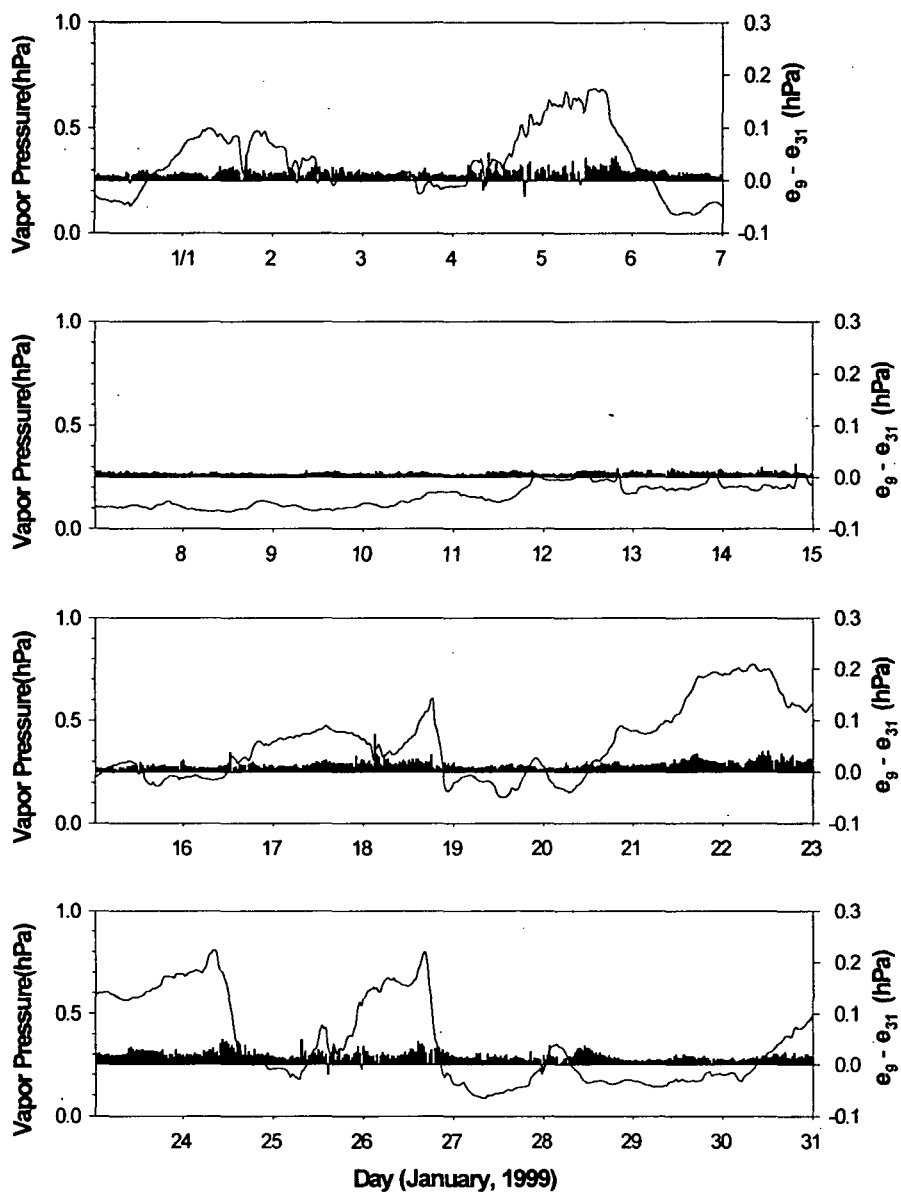 Vapor Pressure(hPa)
1.0
0.5
0.0
0.3
0.2
0.1
0.0
-0.1
e9 - e31 (hPa)
1/1 2 3 4 5 6 7
Vapor Pressure(hPa)
1.0
0.5
0.0
0.3
0.2
0.1
0.0
-0.1
e9 - e31 (hPa)
8 9 10 11 12 13 14 15
Vapor Pressure(hPa)
1.0
0.5
0.0
0.3
0.2
0.1
0.0
-0.1
e9 - e31 (hPa)
16 17 18 19 20 21 22 23
Vapor Pressure(hPa)
1.0
0.5
0.0
0.3
0.2
0.1
0.0
-0.1
e9 - e31 (hPa)
24 25 26 27 28 29 30 31
Day (January, 1999)